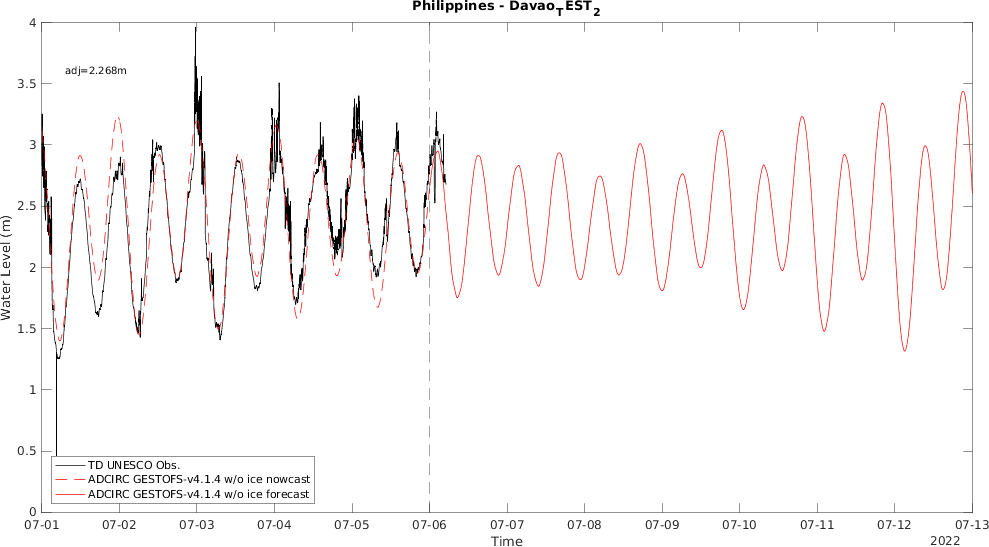 Philippines - DavaoTEST2
adj=2.268m
4
3.5
3
2.5
2
1.5
1
0.5
0
Water Level (m)
TD UNESCO Obs.
ADCIRC GESTOFS-v4.1.4 w/o ice nowcast
ADCIRC GESTOFS-v4.1.4 w/o ice forecast
07-01 07-02 07-03 07-04 07-05 07-06 07-07 07-08 07-09 07-10 07-11 07-12 07-13
Time
2022